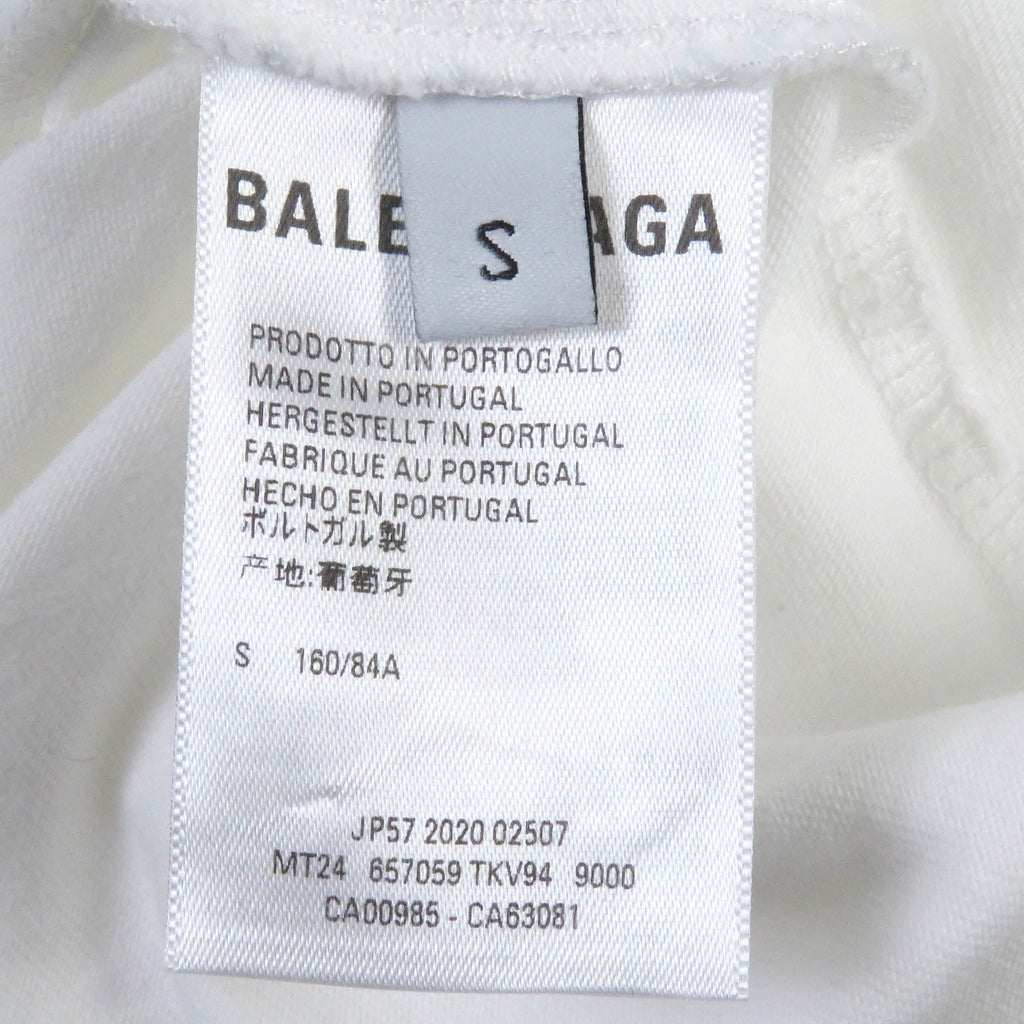 BALE AGA
S
PRODOTTO IN PORTOGALLO
MADE IN PORTUGAL
HERGESTELLT IN PORTUGAL
FABRIQUE AU PORTUGAL
HECHO EN PORTUGAL
ポルトガル製
产地:葡萄牙
S 160/84A
JP57 2020 02507
MT24 657059 TKV94 9000
CA00985 - CA63081